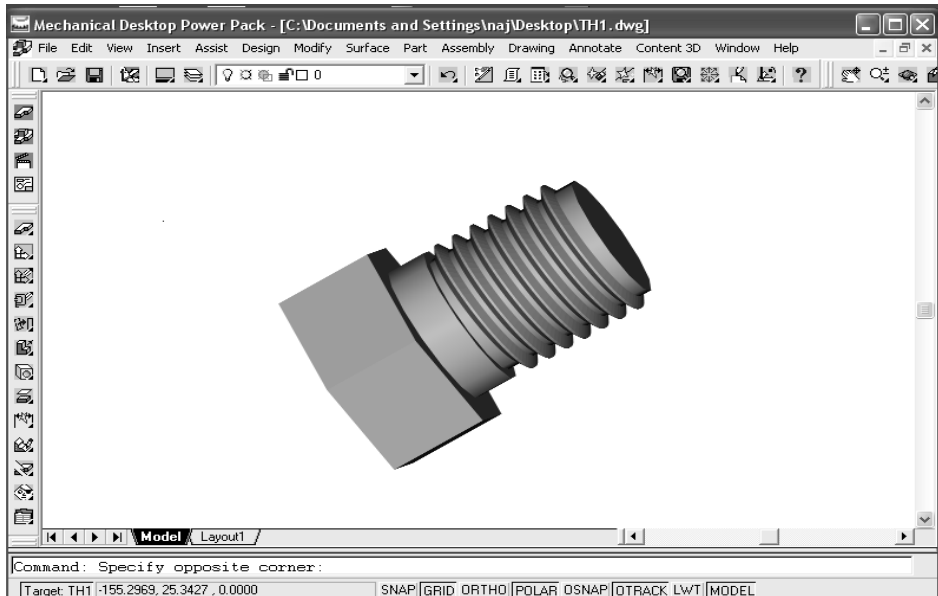 Mechanical Desktop Power Pack - [C:\Documents and Settings\naj\Desktop\TH1.dwg]
File Edit View Insert Assist Design Modify Surface Part Assembly Drawing Annotate Content 3D Window Help
0
Model Layout1
Command: Specify opposite corner:
Target: TH1 -155.2969, 25.3427 , 0.0000 SNAP GRID ORTHO POLAR OSNAP OTRACK LWT MODEL